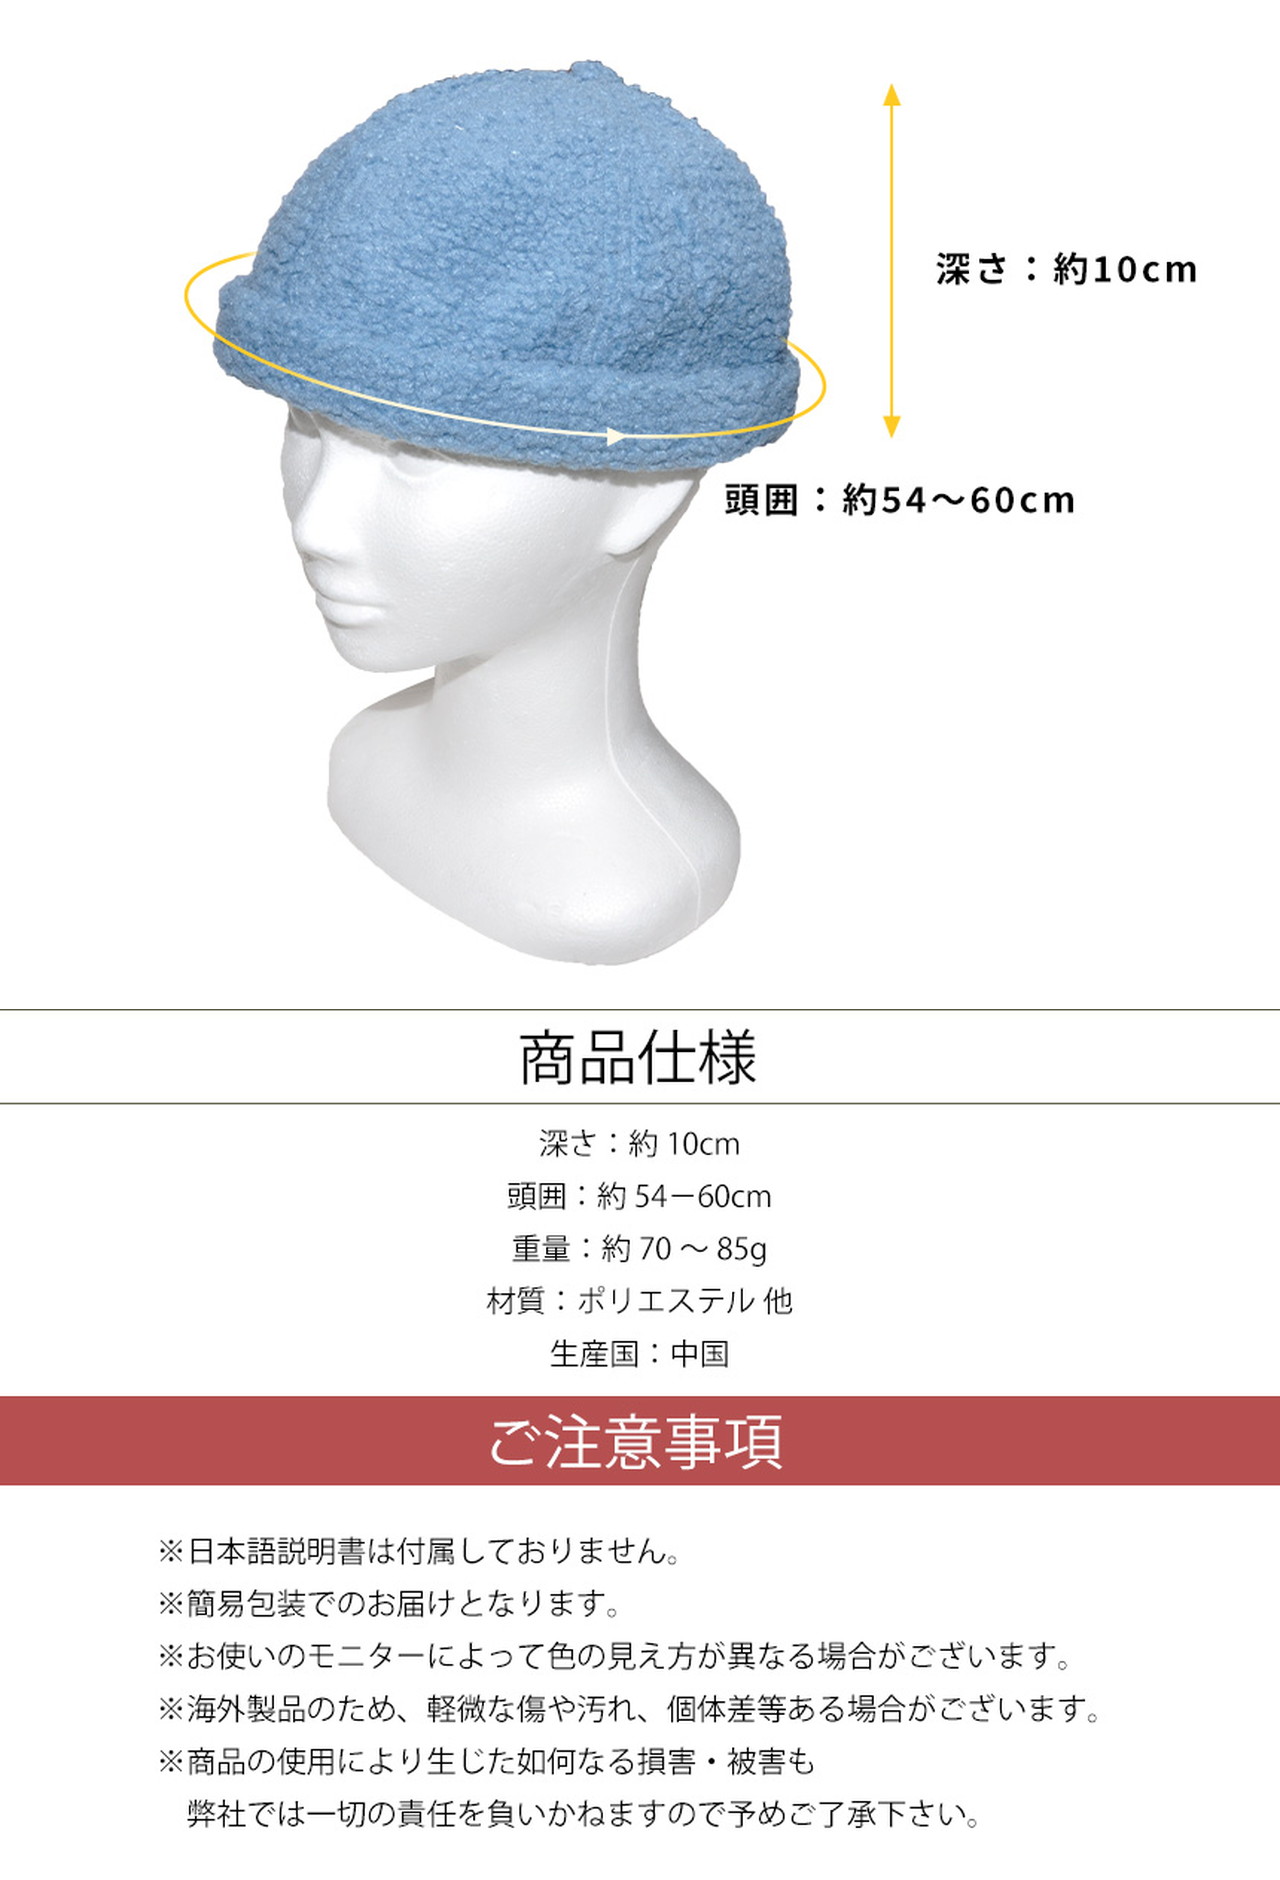 深さ：約10cm
頭囲：約54〜60cm
商品仕様
深さ：約 10cm
頭囲：約 54ー60cm
重量：約 70 〜 85g
材質：ポリエステル 他
生産国：中国
ご注意事項
※日本語説明書は付属しておりません。
※簡易包装でのお届けとなります。
※お使いのモニターによって色の見え方が異なる場合がございます。
※海外製品のため、軽微な傷や汚れ、個体差等ある場合がございます。
※商品の使用により生じた如何なる損害・被害も
弊社では一切の責任を負いかねますので予めご了承下さい。